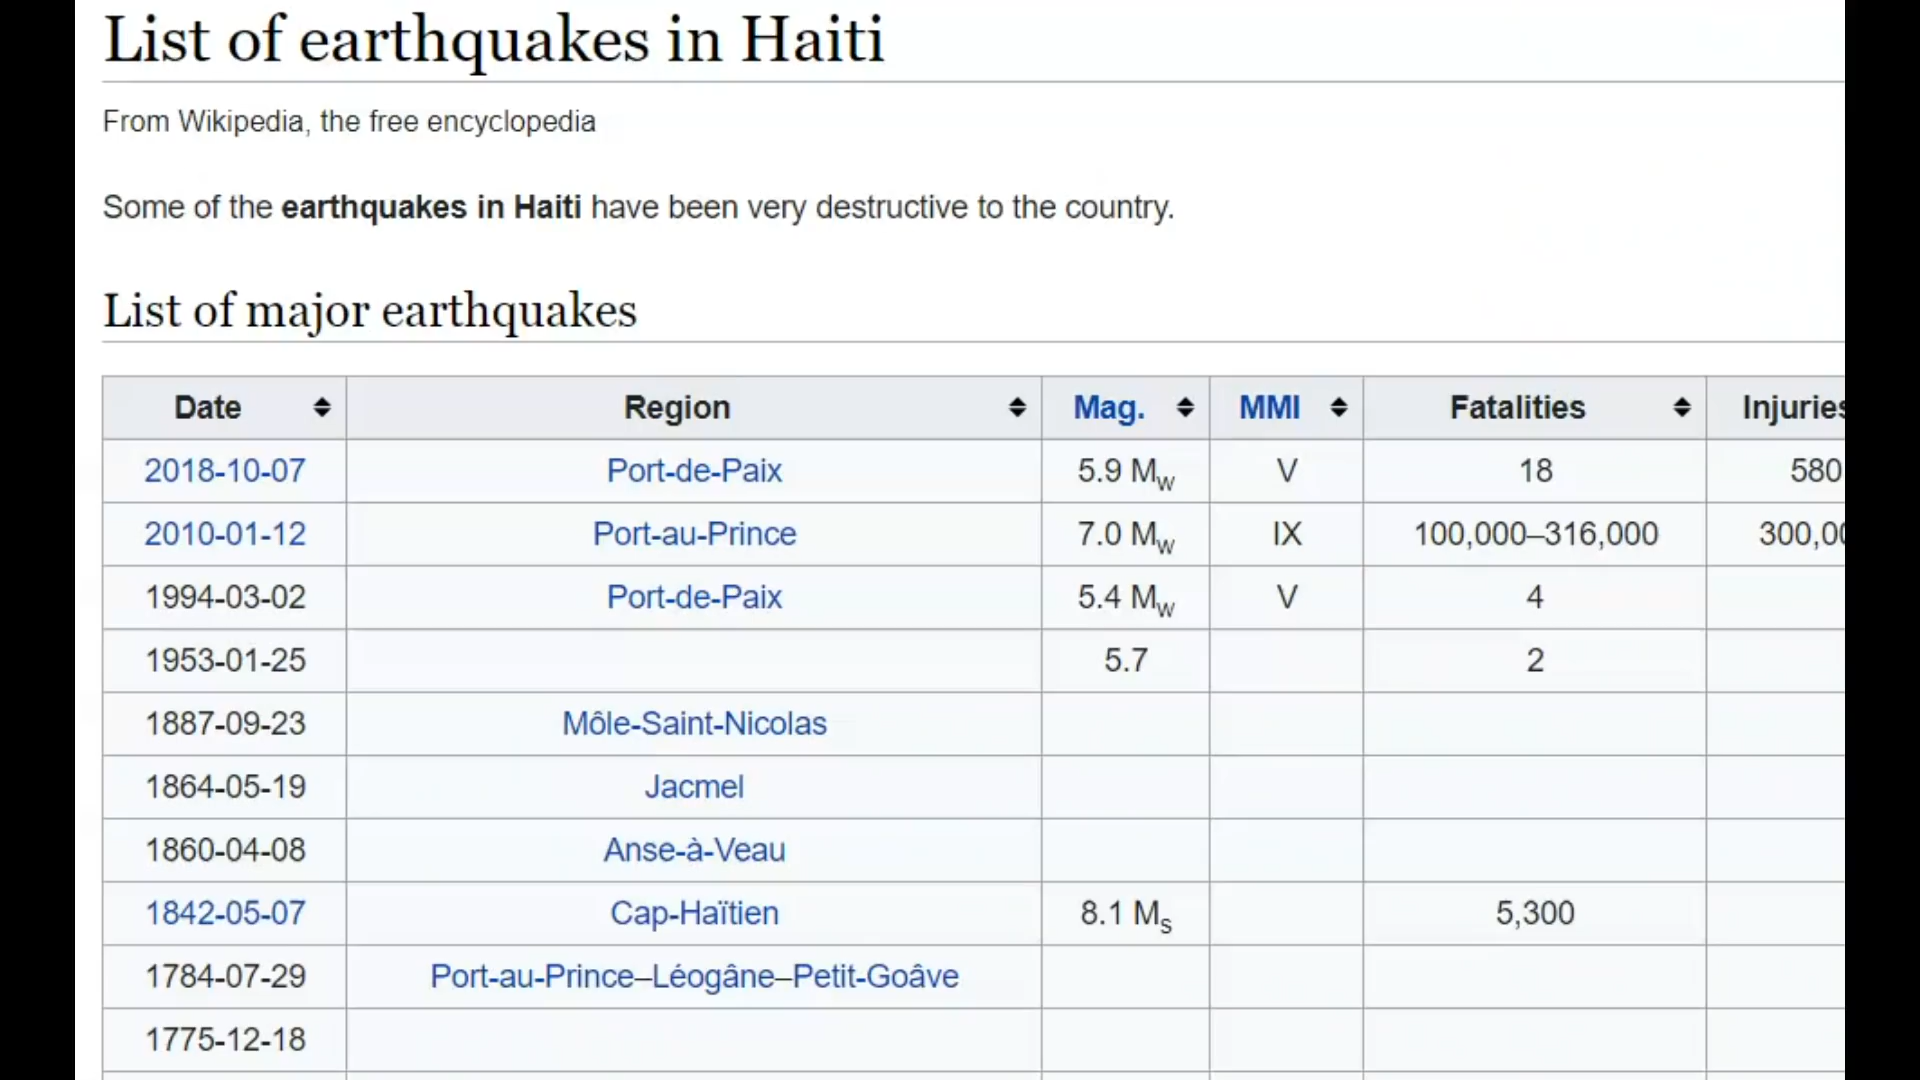 List of earthquakes in Haiti
From Wikipedia, the free encyclopedia
Some of the earthquakes in Haiti have been very destructive to the country.
List of major earthquakes
Date Region Mag. MMI Fatalities Injuries
2018-10-07 Port-de-Paix 5.9 Mw V 18 580
2010-01-12 Port-au-Prince 7.0 Mw IX 100,000–316,000 300,00
1994-03-02 Port-de-Paix 5.4 Mw V 4
1953-01-25 5.7 2
1887-09-23 Môle-Saint-Nicolas
1864-05-19 Jacmel
1860-04-08 Anse-à-Veau
1842-05-07 Cap-Haïtien 8.1 Ms 5,300
1784-07-29 Port-au-Prince–Léogâne–Petit-Goâve
1775-12-18